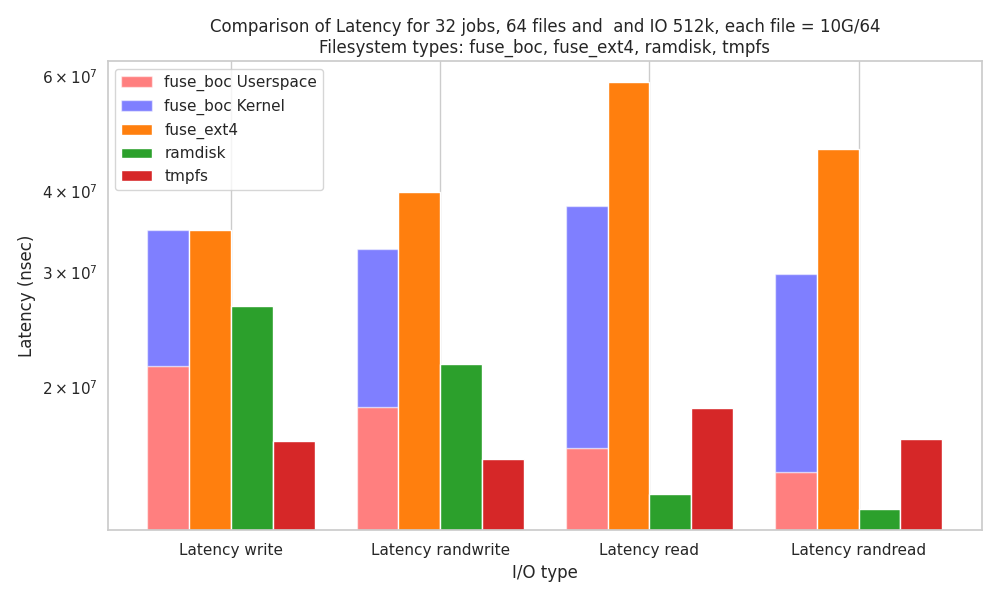 Comparison of Latency for 32 jobs, 64 files and  and IO 512k, each file = 10G/64
Filesystem types: fuse_boc, fuse_ext4, ramdisk, tmpfs
fuse_boc Userspace
fuse_boc Kernel
fuse_ext4
ramdisk
tmpfs
Latency (nsec)
6 × 10⁷
4 × 10⁷
3 × 10⁷
2 × 10⁷
Latency write
Latency randwrite
Latency read
Latency randread
I/O type